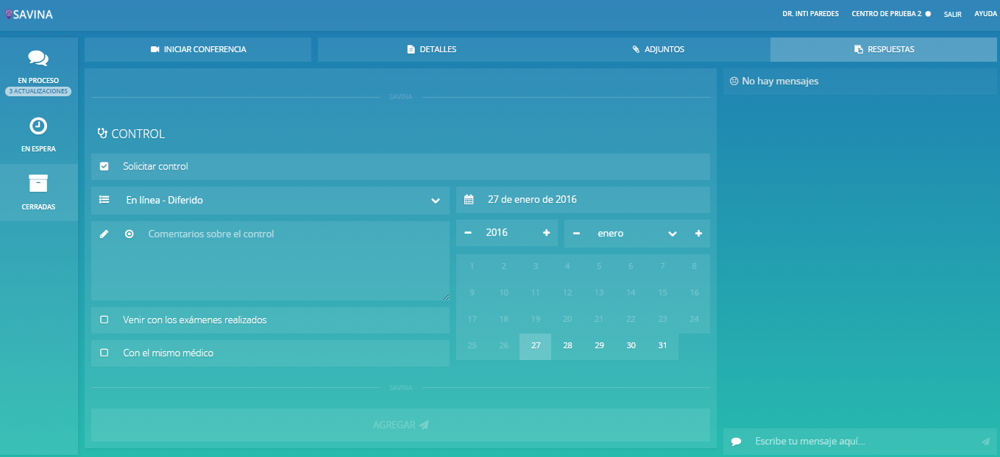 SAVINA
DR. INTI PAREDES CENTRO DE PRUEBA 2 SALIR AYUDA
EN PROCESO
3 ACTUALIZACIONES
EN ESPERA
CERRADAS
INICIAR CONFERENCIA DETALLES ADJUNTOS RESPUESTAS
SAVINA
CONTROL
Solicitar control
En línea - Diferido
Comentarios sobre el control
Venir con los exámenes realizados
Con el mismo médico
27 de enero de 2016
2016 enero
1 2 3 4 5 6 7 8
9 10 11 12 13 14 15 16
17 18 19 20 21 22 23 24
25 26 27 28 29 30 31
SAVINA
AGREGAR
No hay mensajes
Escribe tu mensaje aquí...